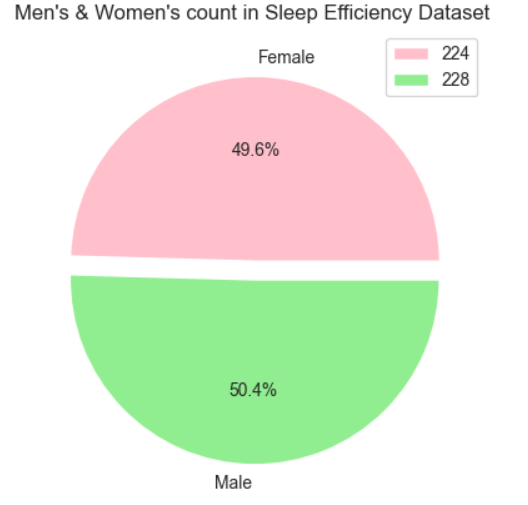 Men's & Women's count in Sleep Efficiency Dataset
Female
224
228
49.6%
50.4%
Male